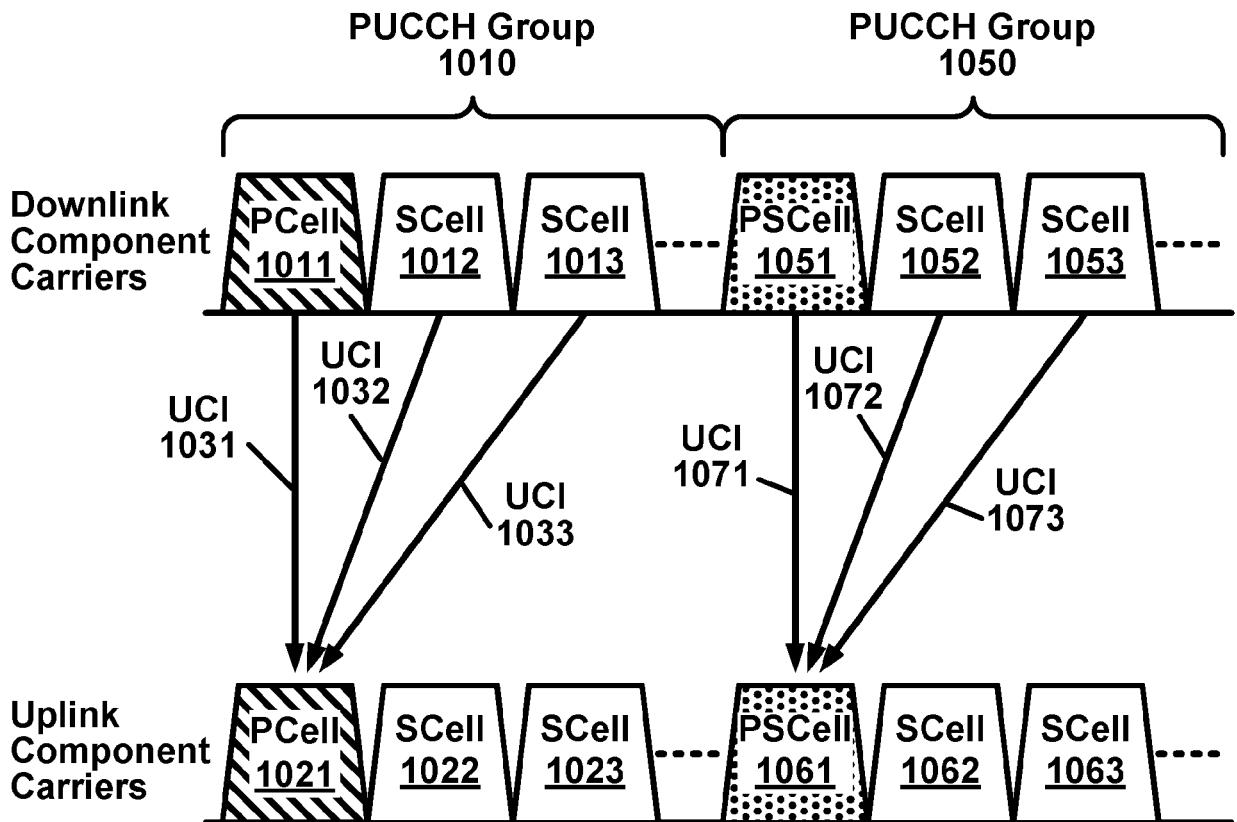 PUCCH Group
1010
PUCCH Group
1050
Downlink
Component
Carriers
PCell
1011
SCell
1012
SCell
1013
PSCell
1051
SCell
1052
SCell
1053
UCI
1031
UCI
1032
UCI
1033
UCI
1071
UCI
1072
UCI
1073
Uplink
Component
Carriers
PCell
1021
SCell
1022
SCell
1023
PSCell
1061
SCell
1062
SCell
1063